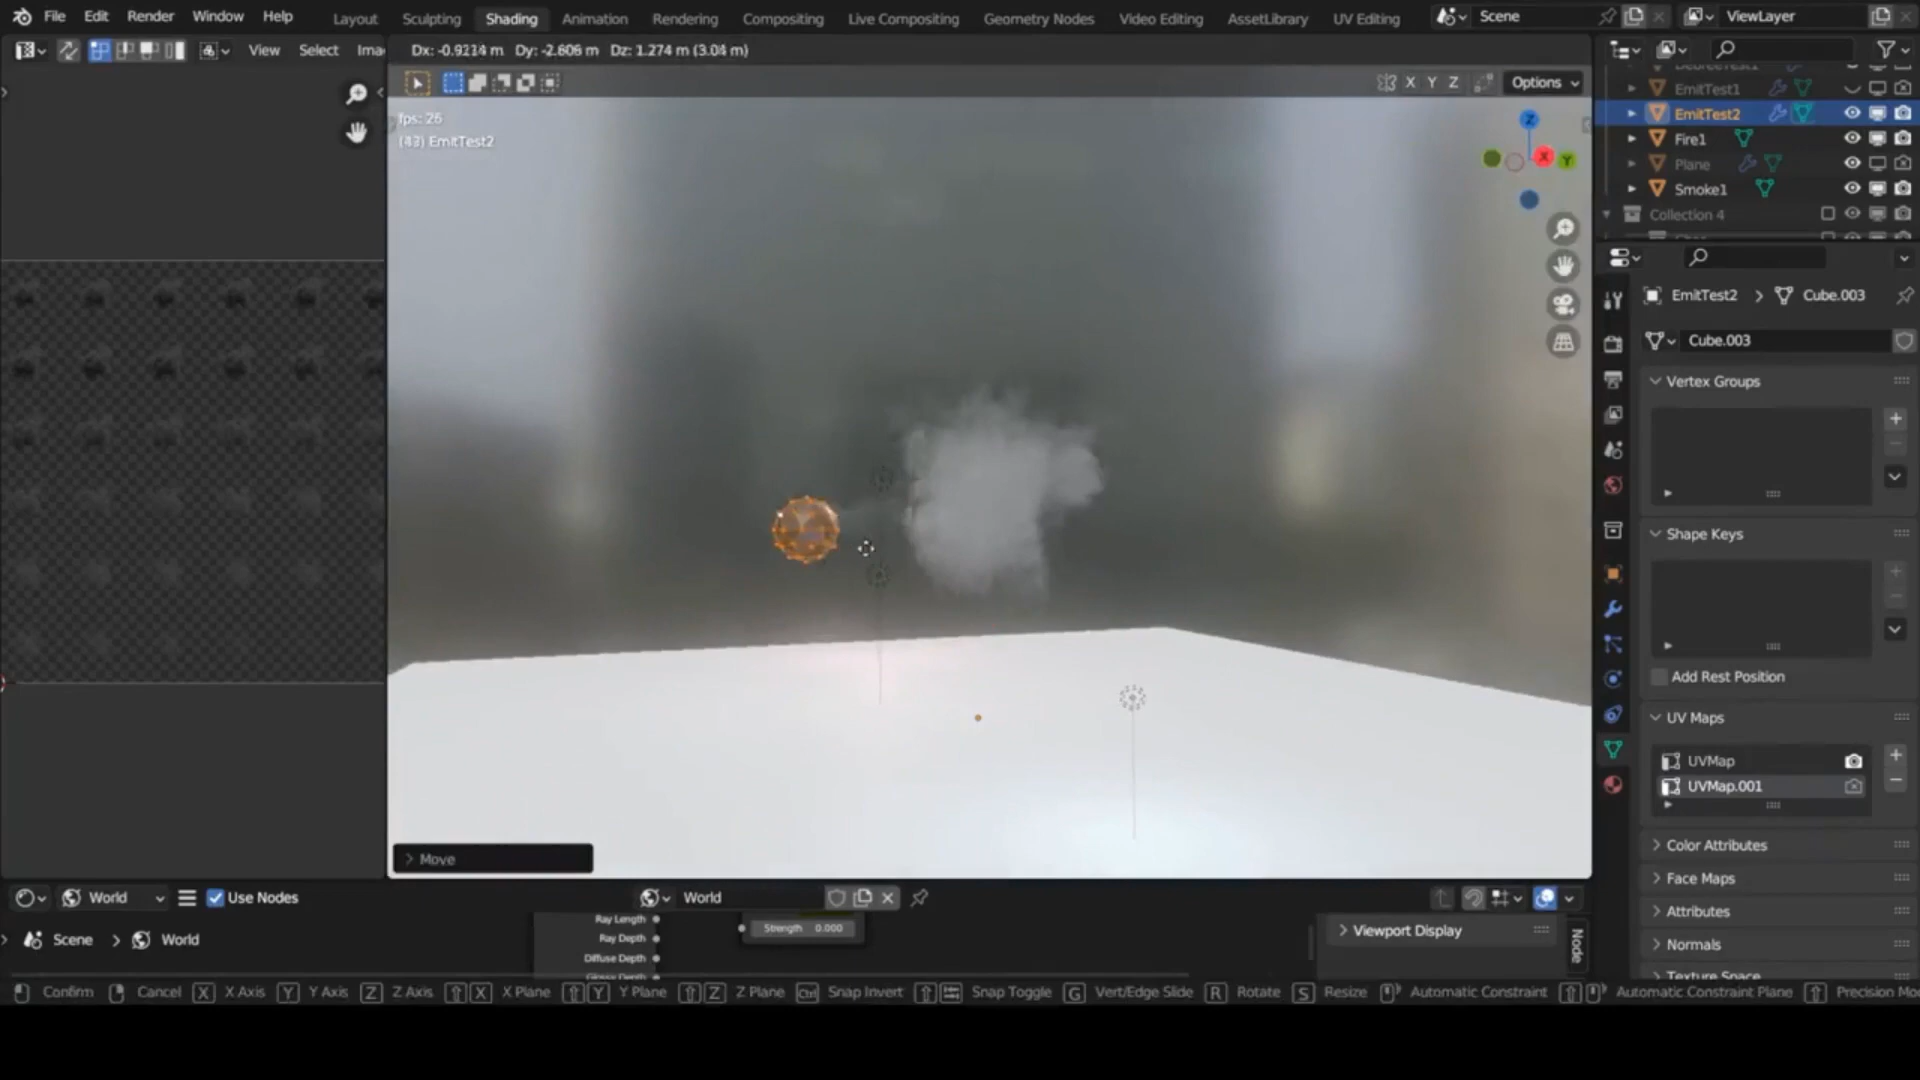 File Edit Render Window Help Layout Sculpting Shading Animation Rendering Compositing Live Compositing Geometry Nodes Video Editing AssetLibrary UV Editing Scene ViewLayer
View Select Ima
Dx: -0.9214 m Dy: -2.606 m Dz: 1.274 m (3.04 m)
X Y Z Options
fps: 26
(43) EmitTest2
Z
X
Y
DegreeTest1
EmitTest1
EmitTest2
Fire1
Plane
Smoke1
Collection 4
EmitTest2 > Cube.003
Cube.003
Vertex Groups
Shape Keys
Add Rest Position
UV Maps
UVMap
UVMap.001
Color Attributes
Face Maps
Attributes
Normals
Texture Space
Move
World Use Nodes World
Scene > World
Ray Length
Ray Depth
Diffuse Depth
Glossy Depth
Strength 0.000
Viewport Display
Node
Confirm Cancel X X Axis Y Y Axis Z Z Axis X X Plane Y Y Plane Z Z Plane Ctrl Snap Invert Snap Toggle G Vert/Edge Slide R Rotate S Resize Automatic Constraint Automatic Constraint Plane Precision Mo